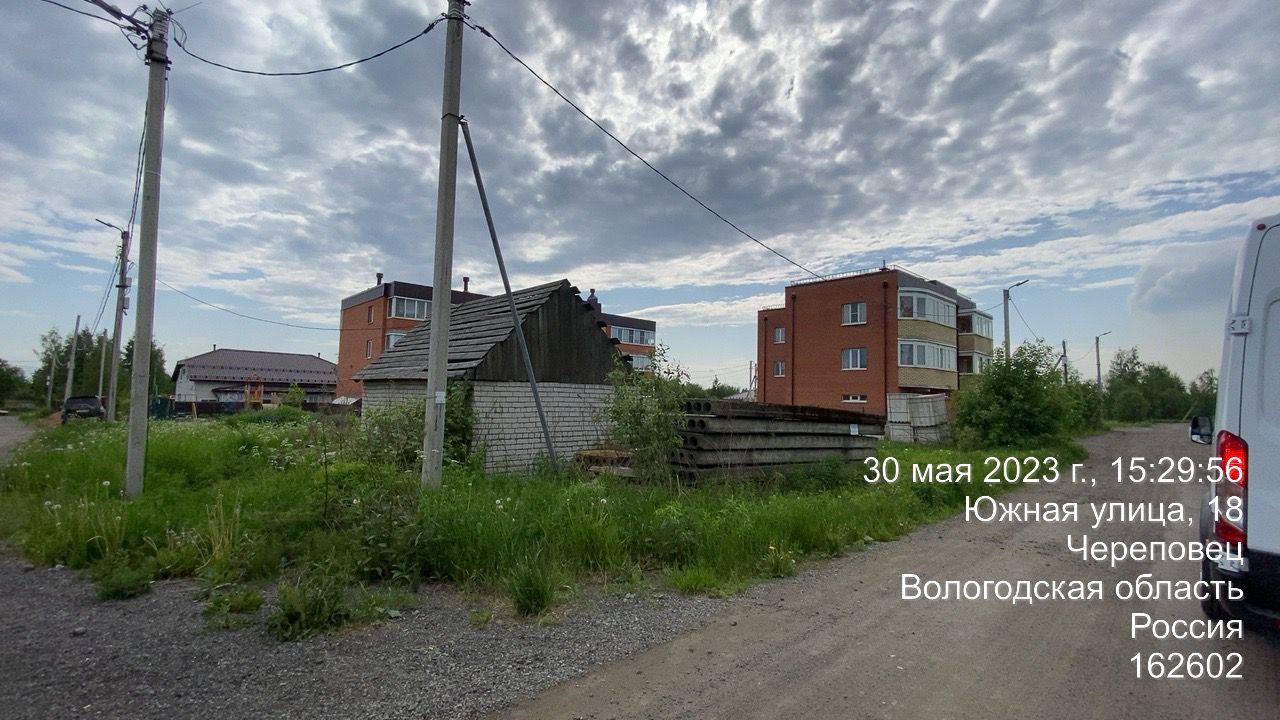 30 мая 2023 г., 15:29:56
Южная улица, 18
Череповец
Вологодская область
Россия
162602